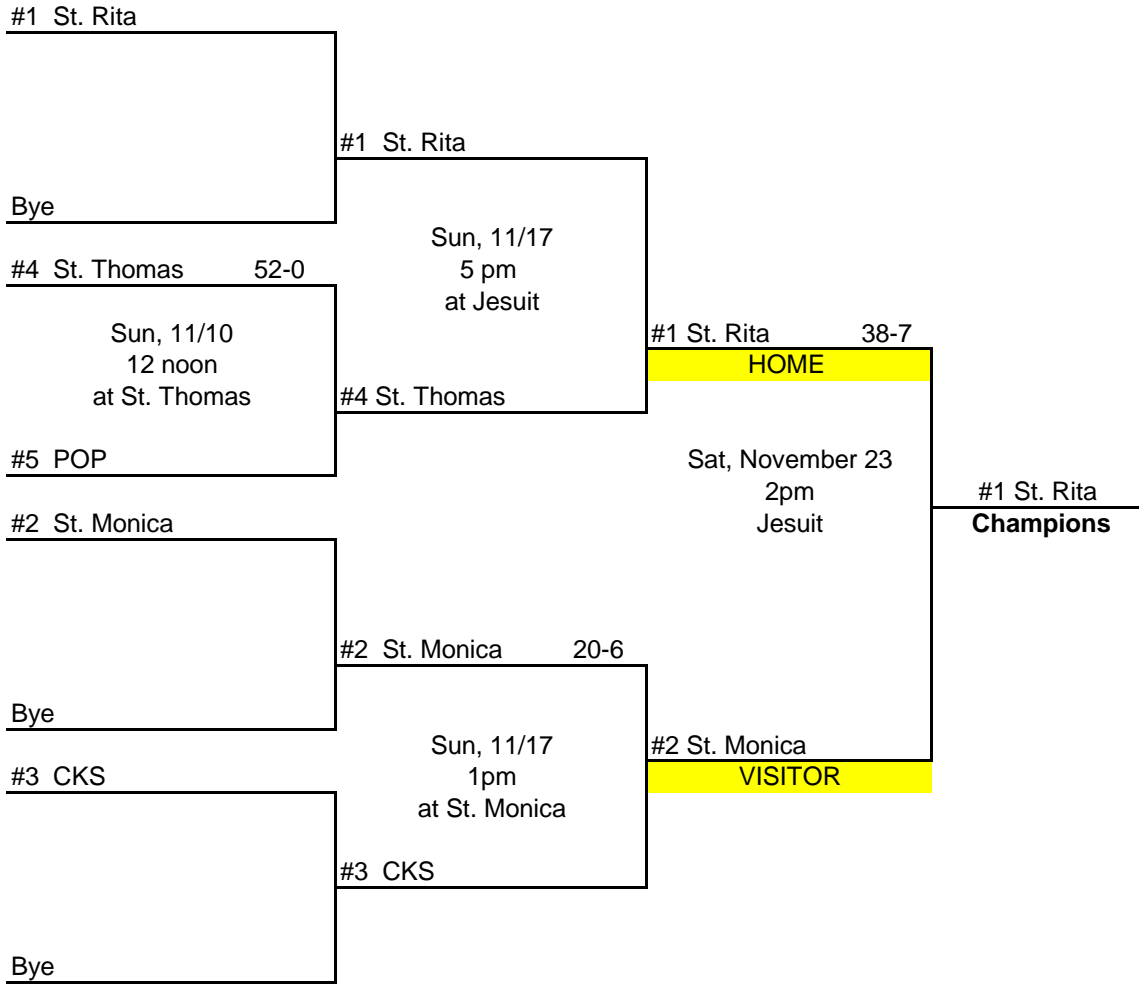 #1 St. Rita
#1 St. Rita
Bye
Sun, 11/17
5 pm
at Jesuit
#4 St. Thomas 52-0
Sun, 11/10
12 noon
at St. Thomas
#1 St. Rita 38-7
HOME
#4 St. Thomas
#5 POP
Sat, November 23
2pm
Jesuit
#1 St. Rita
Champions
#2 St. Monica
#2 St. Monica 20-6
Bye
Sun, 11/17
1pm
at St. Monica
#2 St. Monica
VISITOR
#3 CKS
#3 CKS
Bye